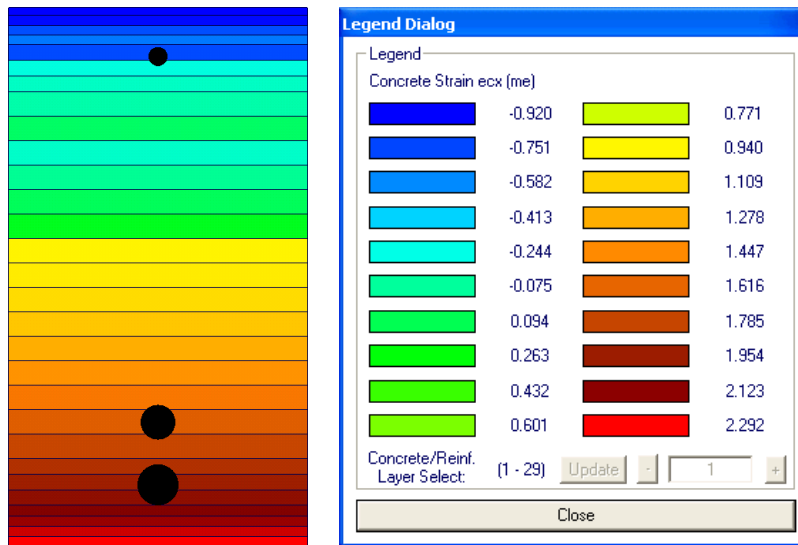 Legend Dialog
Legend
Concrete Strain ecx (me)
-0.920 0.771
-0.751 0.940
-0.582 1.109
-0.413 1.278
-0.244 1.447
-0.075 1.616
0.094 1.785
0.263 1.954
0.432 2.123
0.601 2.292
Concrete/Reinf.
Layer Select: (1 - 29) Update - 1 +
Close